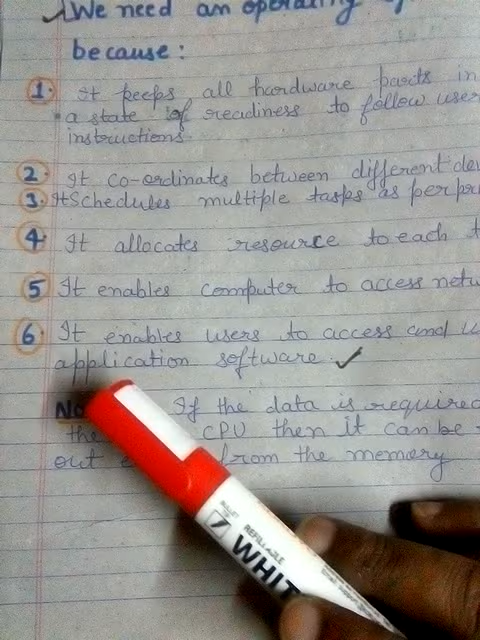 We need an operating
because:
1. It keeps all hardware parts in
a state of readiness to follow user
instructions
2. It co-ordinates between different
3. It Schedules multiple tasks as per
4. It allocates resource to each
5 It enables computer to access
6. It enables users to access and
application software.
If the data is required
the CPU then it can be
out from the memory
BULLET TIP
REFILLABLE
WHIT